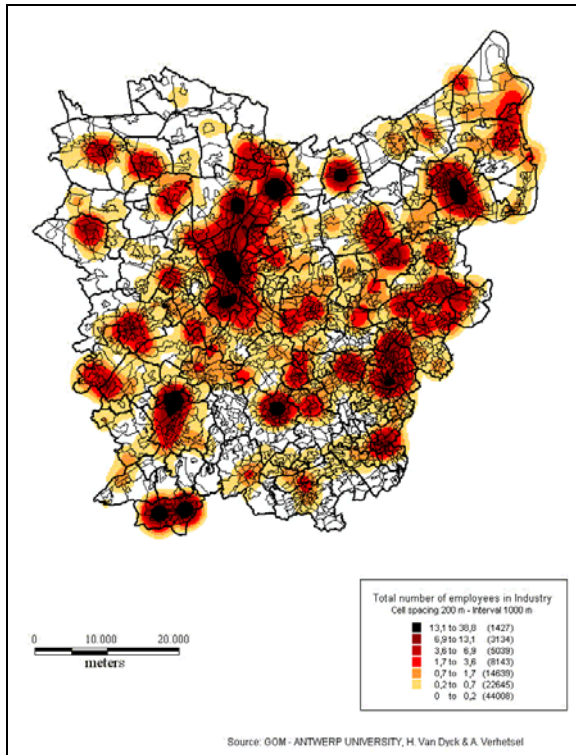 0 10.000 20.000
meters
Total number of employees in Industry
Cell spacing 200 m - Interval 1000 m
13,1 to 38,8 (1427)
6,9 to 13,1 (3134)
3,6 to 6,9 (5039)
1,7 to 3,6 (8143)
0,7 to 1,7 (14639)
0,2 to 0,7 (22645)
0 to 0,2 (44008)
Source: GOM - ANTWERP UNIVERSITY, H. Van Dyck & A. Verhetsel